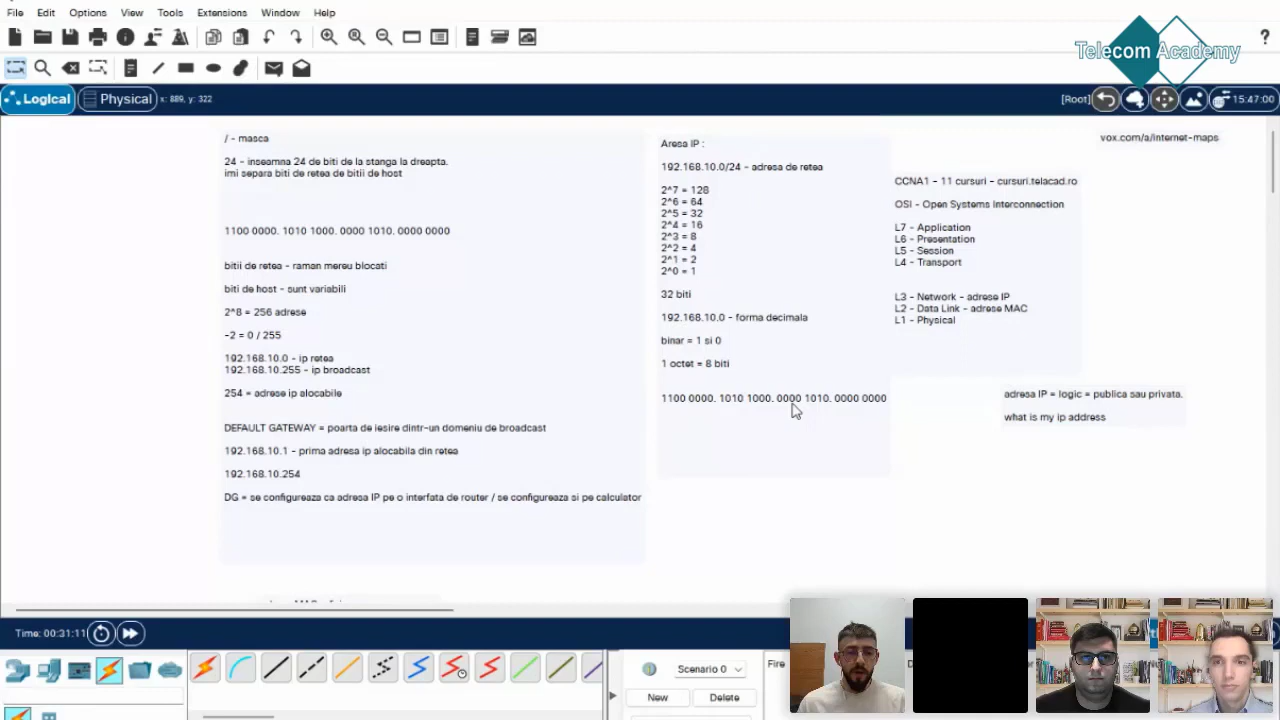 File Edit Options View Tools Extensions Window Help
?
Telecom Academy
Logical Physical x: 889, y: 322 [Root] 15:47:00
/ - masca
24 - inseamna 24 de biti de la stanga la dreapta.
imi separa biti de retea de bitii de host
1100 0000. 1010 1000. 0000 1010. 0000 0000
bitii de retea - raman mereu blocati
biti de host - sunt variabili
2^8 = 256 adrese
-2 = 0 / 255
192.168.10.0 - ip retea
192.168.10.255 - ip broadcast
254 = adrese ip alocabile
DEFAULT GATEWAY = poarta de iesire dintr-un domeniu de broadcast
192.168.10.1 - prima adresa ip alocabila din retea
192.168.10.254
DG = se configureaza ca adresa IP pe o interfata de router / se configureaza si pe calculator
Aresa IP :
192.168.10.0/24 - adresa de retea
2^7 = 128
2^6 = 64
2^5 = 32
2^4 = 16
2^3 = 8
2^2 = 4
2^1 = 2
2^0 = 1
32 biti
192.168.10.0 - forma decimala
binar = 1 si 0
1 octet = 8 biti
1100 0000. 1010 1000. 0000 1010. 0000 0000
vox.com/a/internet-maps
CCNA1 - 11 cursuri - cursuri.telacad.ro
OSI - Open Systems Interconnection
L7 - Application
L6 - Presentation
L5 - Session
L4 - Transport
L3 - Network - adrese IP
L2 - Data Link - adrese MAC
L1 - Physical
adresa IP = logic = publica sau privata.
what is my ip address
Time: 00:31:11
Scenario 0
Fire
New Delete